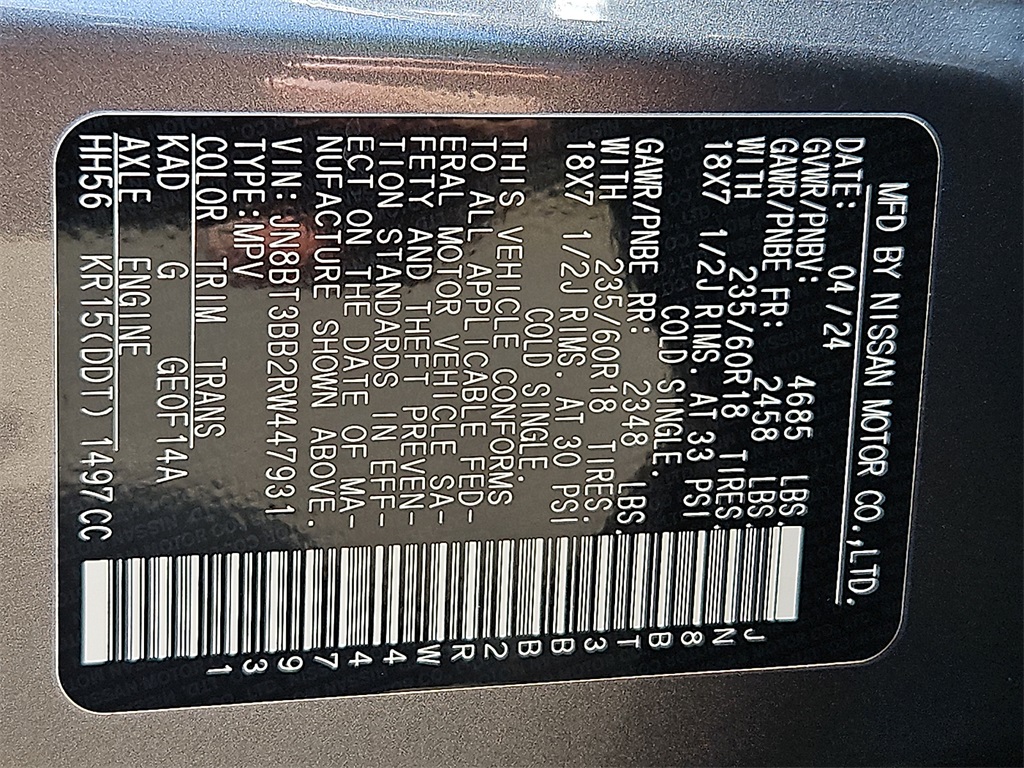 MFD BY NISSAN MOTOR CO.,LTD.
DATE: 04/24
GVWR/PNBV: 4685 LBS.
GAWR/PNBE FR: 2458 LBS.
WITH 235/60R18 TIRES.
18X7 1/2J RIMS. AT 33 PSI
COLD SINGLE.
GAWR/PNBE RR: 2348 LBS.
WITH 235/60R18 TIRES.
18X7 1/2J RIMS. AT 30 PSI
COLD SINGLE.
THIS VEHICLE CONFORMS
TO ALL APPLICABLE FED-
ERAL MOTOR VEHICLE SA-
FETY AND THEFT PREVEN-
TION STANDARDS IN EFF-
ECT ON THE DATE OF MA-
NUFACTURE SHOWN ABOVE.
VIN: JN8BT3BB2RW447931
TYPE:MPV
COLOR TRIM TRANS
KAD G GEOF14A
AXLE ENGINE
HH56 KR15(DDT) 1497CC
JN8BT3BB2RW447931